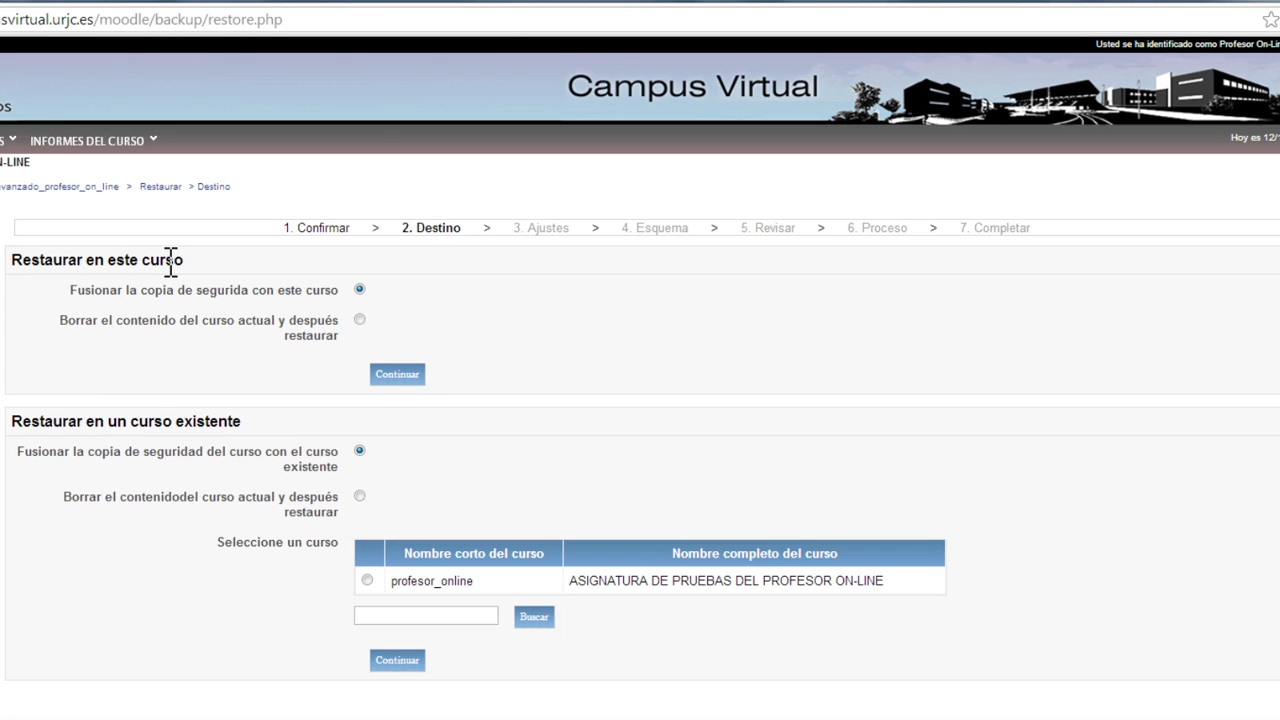 svirtual.urjc.es/moodle/backup/restore.php
Usted se ha identificado como Profesor On-Li
Campus Virtual
os
S INFORMES DEL CURSO
Hoy es 12/
N-LINE
vanzado_profesor_on_line > Restaurar > Destino
1. Confirmar > 2. Destino > 3. Ajustes > 4. Esquema > 5. Revisar > 6. Proceso > 7. Completar
Restaurar en este curso
Fusionar la copia de segurida con este curso
Borrar el contenido del curso actual y después
restaurar
Continuar
Restaurar en un curso existente
Fusionar la copia de seguridad del curso con el curso
existente
Borrar el contenidodel curso actual y después
restaurar
Seleccione un curso
Nombre corto del curso Nombre completo del curso
profesor_online ASIGNATURA DE PRUEBAS DEL PROFESOR ON-LINE
Buscar
Continuar